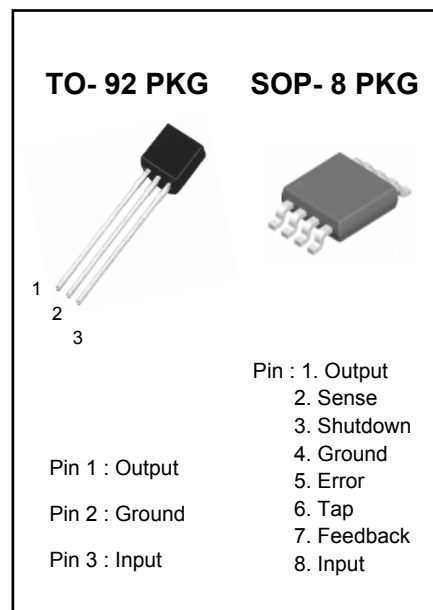 TO- 92 PKG
SOP- 8 PKG
1
2
3
Pin 1 : Output
Pin 2 : Ground
Pin 3 : Input
Pin : 1. Output
2. Sense
3. Shutdown
4. Ground
5. Error
6. Tap
7. Feedback
8. Input